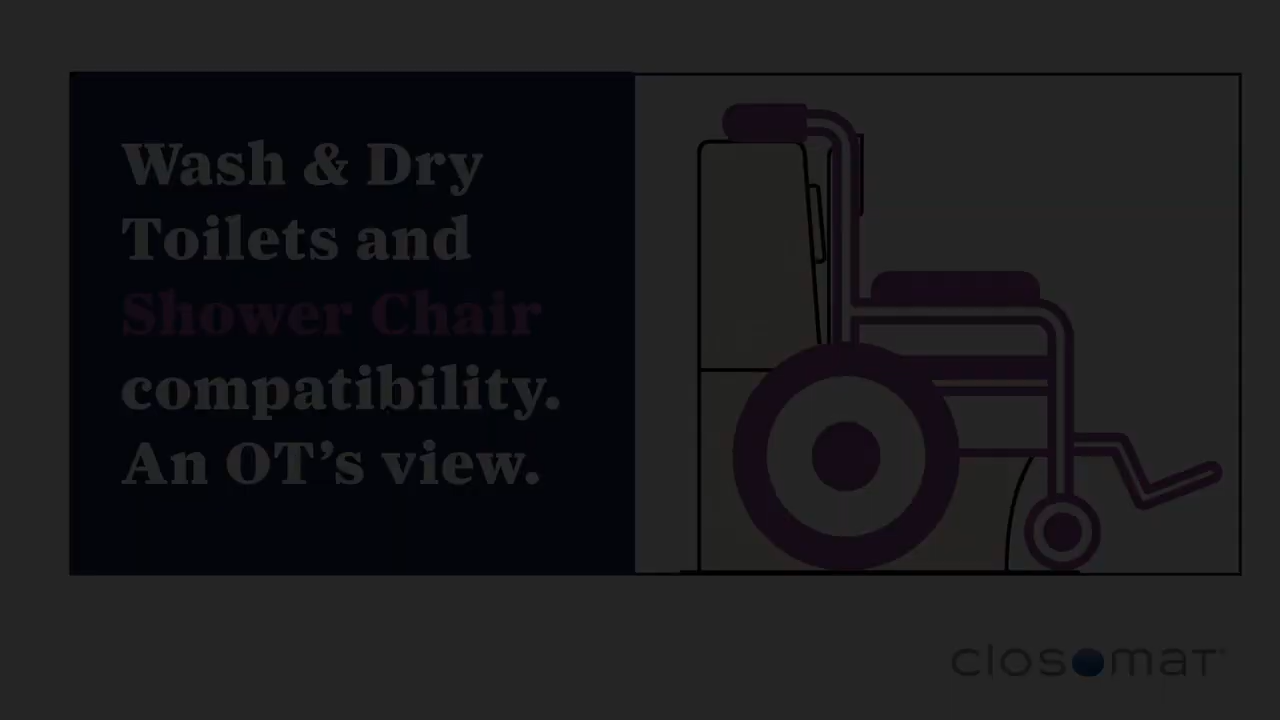 Wash & Dry
Toilets and
Shower Chair
compatibility.
An OT’s view.
closomat